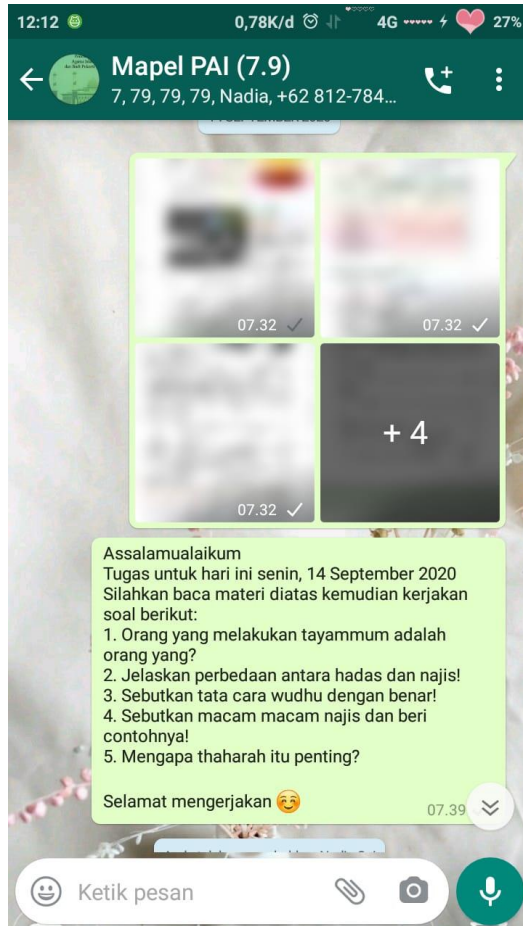 12:12 0,78K/d 4G 27%
Mapel PAI (7.9)
7, 79, 79, 79, Nadia, +62 812-784...
07.32
07.32
+ 4
07.32
Assalamualaikum
Tugas untuk hari ini senin, 14 September 2020
Silahkan baca materi diatas kemudian kerjakan
soal berikut:
1. Orang yang melakukan tayammum adalah
orang yang?
2. Jelaskan perbedaan antara hadas dan najis!
3. Sebutkan tata cara wudhu dengan benar!
4. Sebutkan macam macam najis dan beri
contohnya!
5. Mengapa thaharah itu penting?
Selamat mengerjakan ☺️
07.39
Ketik pesan